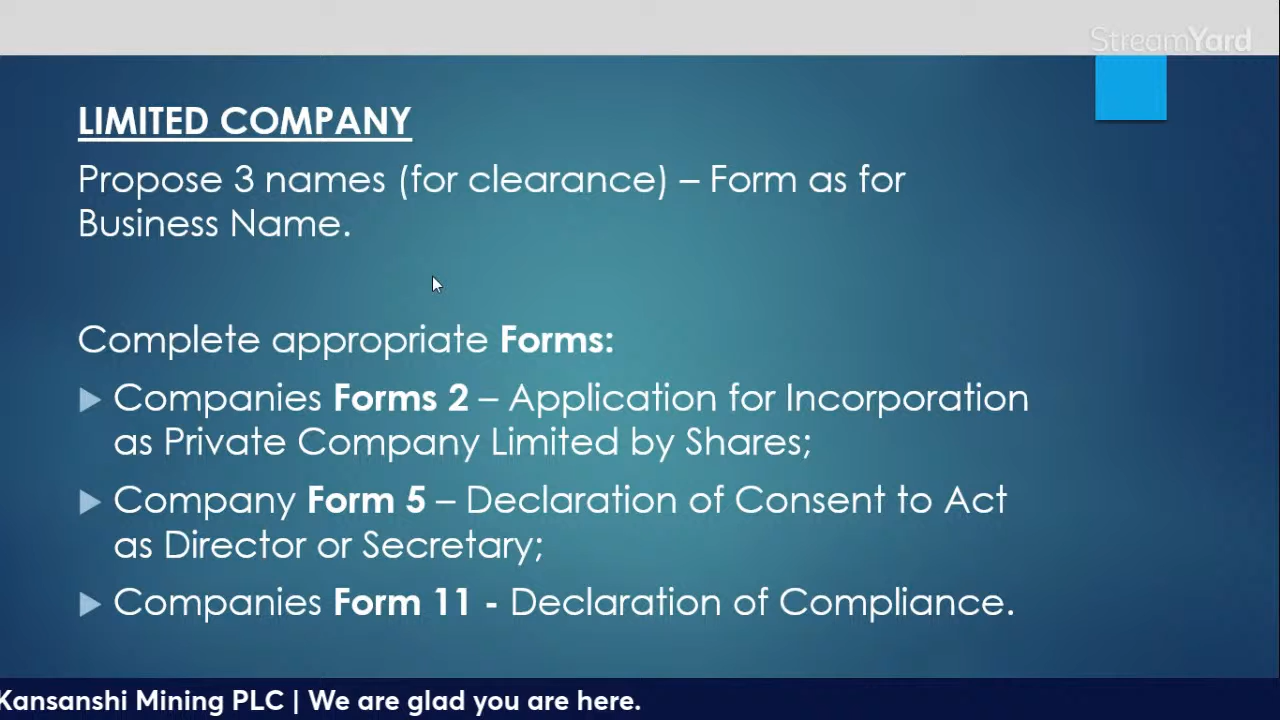 StreamYard
LIMITED COMPANY
Propose 3 names (for clearance) – Form as for
Business Name.
Complete appropriate Forms:
Companies Forms 2 – Application for Incorporation
as Private Company Limited by Shares;
Company Form 5 – Declaration of Consent to Act
as Director or Secretary;
Companies Form 11 - Declaration of Compliance.
Kansanshi Mining PLC | We are glad you are here.